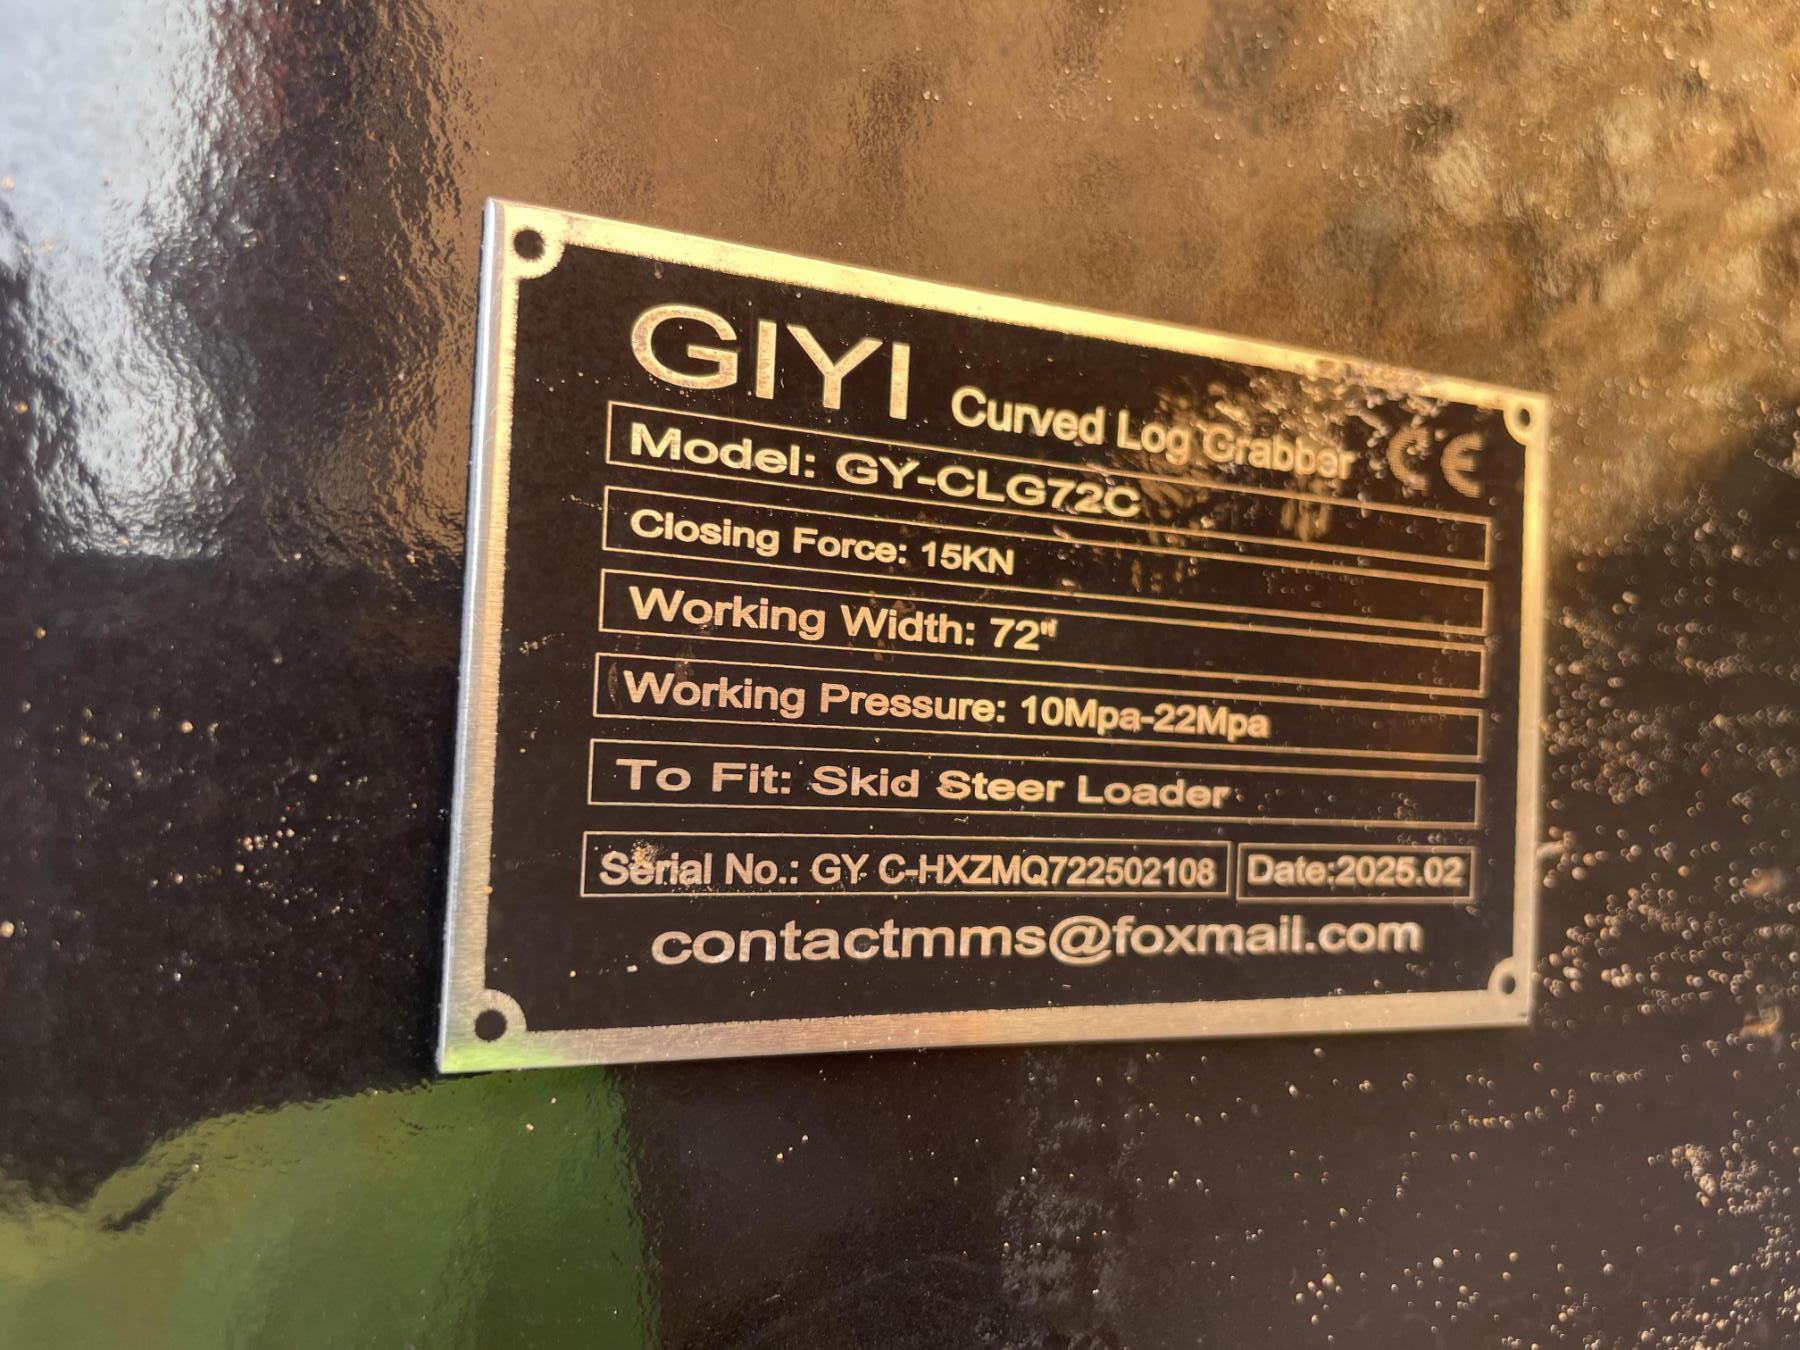 GIYI Curved Log Grabber CE
Model: GY-CLG72C
Closing Force: 15KN
Working Width: 72"
Working Pressure: 10Mpa-22Mpa
To Fit: Skid Steer Loader
Serial No.: GY C-HXZMQ722502108 Date:2025.02
contactmms@foxmail.com